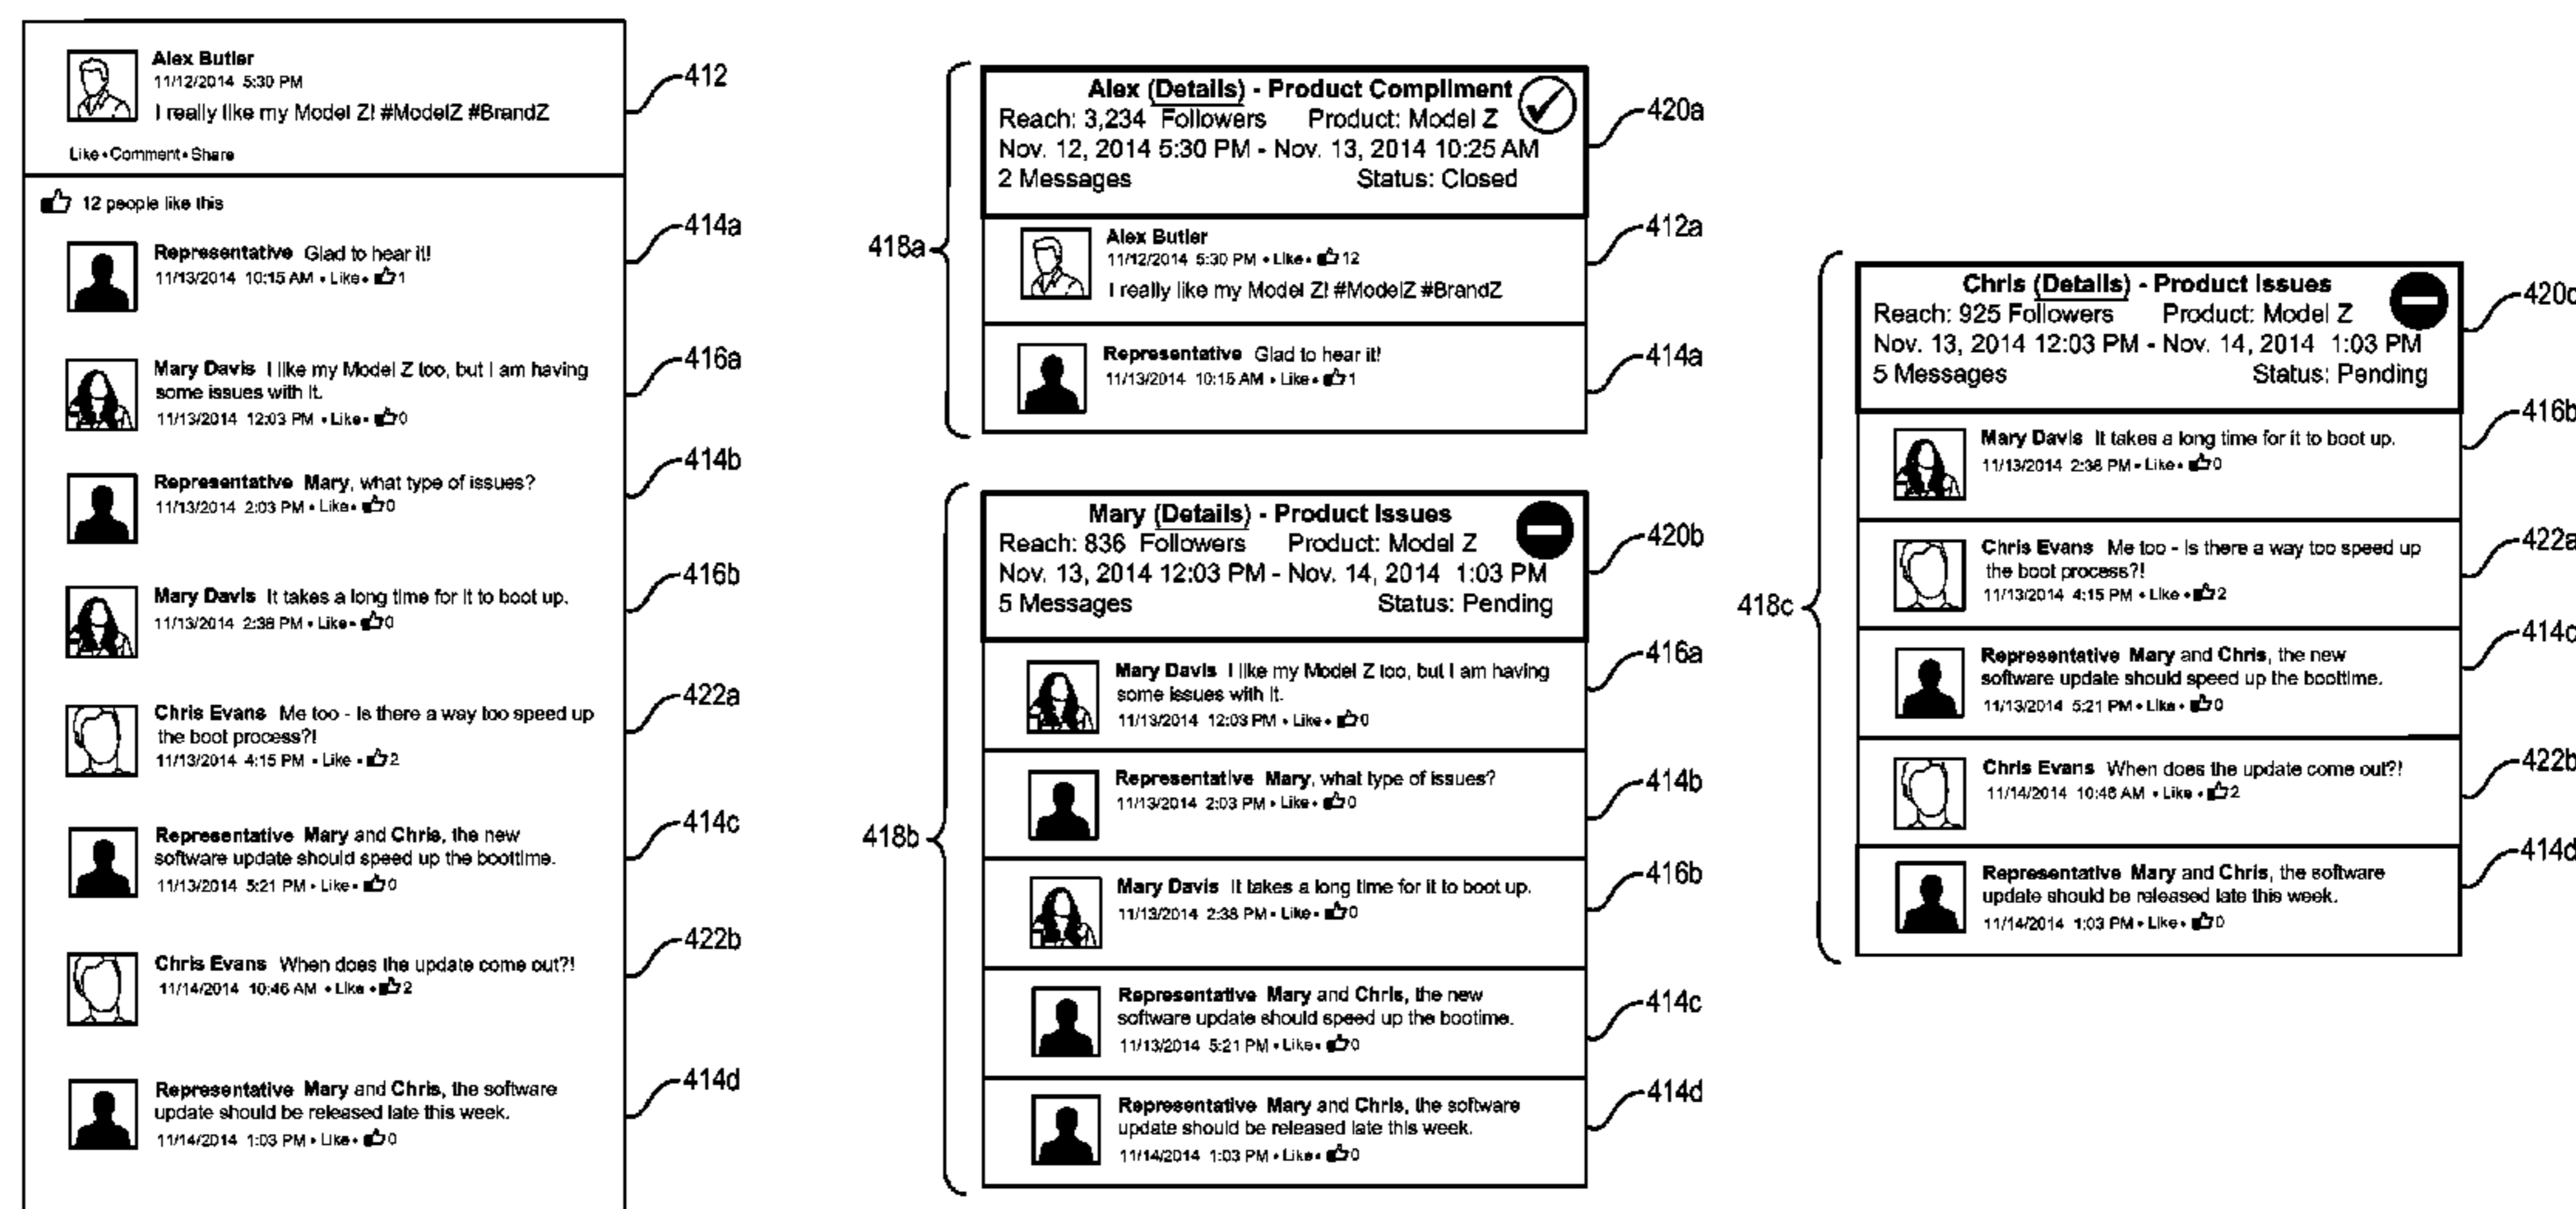 Alex Butler
11/12/2014 5:30 PM
I really like my Model Z! #ModelZ #BrandZ
Like • Comment • Share
412
12 people like this
Representative Glad to hear it!
11/13/2014 10:15 AM • Like • 1
414a
Mary Davis I like my Model Z too, but I am having
some issues with it.
11/13/2014 12:03 PM • Like • 0
416a
Representative Mary, what type of issues?
11/13/2014 2:03 PM • Like • 0
414b
Mary Davis It takes a long time for it to boot up.
11/13/2014 2:38 PM • Like • 0
416b
Chris Evans Me too - Is there a way too speed up
the boot process?!
11/13/2014 4:15 PM • Like • 2
422a
Representative Mary and Chris, the new
software update should speed up the boottime.
11/13/2014 5:21 PM • Like • 0
414c
Chris Evans When does the update come out?!
11/14/2014 10:46 AM • Like • 2
422b
Representative Mary and Chris, the software
update should be released late this week.
11/14/2014 1:03 PM • Like • 0
414d
418a
Alex (Details) - Product Compliment
Reach: 3,234 Followers Product: Model Z
Nov. 12, 2014 5:30 PM - Nov. 13, 2014 10:25 AM
2 Messages Status: Closed
420a
Alex Butler
11/12/2014 5:30 PM • Like • 12
I really like my Model Z! #ModelZ #BrandZ
412a
Representative Glad to hear it!
11/13/2014 10:15 AM • Like • 1
414a
418b
Mary (Details) - Product Issues
Reach: 836 Followers Product: Model Z
Nov. 13, 2014 12:03 PM - Nov. 14, 2014 1:03 PM
5 Messages Status: Pending
420b
Mary Davis I like my Model Z too, but I am having
some issues with it.
11/13/2014 12:03 PM • Like • 0
416a
Representative Mary, what type of issues?
11/13/2014 2:03 PM • Like • 0
414b
Mary Davis It takes a long time for it to boot up.
11/13/2014 2:38 PM • Like • 0
416b
Representative Mary and Chris, the new
software update should speed up the bootime.
11/13/2014 5:21 PM • Like • 0
414c
Representative Mary and Chris, the software
update should be released late this week.
11/14/2014 1:03 PM • Like • 0
414d
418c
Chris (Details) - Product Issues
Reach: 925 Followers Product: Model Z
Nov. 13, 2014 12:03 PM - Nov. 14, 2014 1:03 PM
5 Messages Status: Pending
420c
Mary Davis It takes a long time for it to boot up.
11/13/2014 2:38 PM • Like • 0
416b
Chris Evans Me too - Is there a way too speed up
the boot process?!
11/13/2014 4:15 PM • Like • 2
422a
Representative Mary and Chris, the new
software update should speed up the boottime.
11/13/2014 5:21 PM • Like • 0
414c
Chris Evans When does the update come out?!
11/14/2014 10:46 AM • Like • 2
422b
Representative Mary and Chris, the software
update should be released late this week.
11/14/2014 1:03 PM • Like • 0
414d